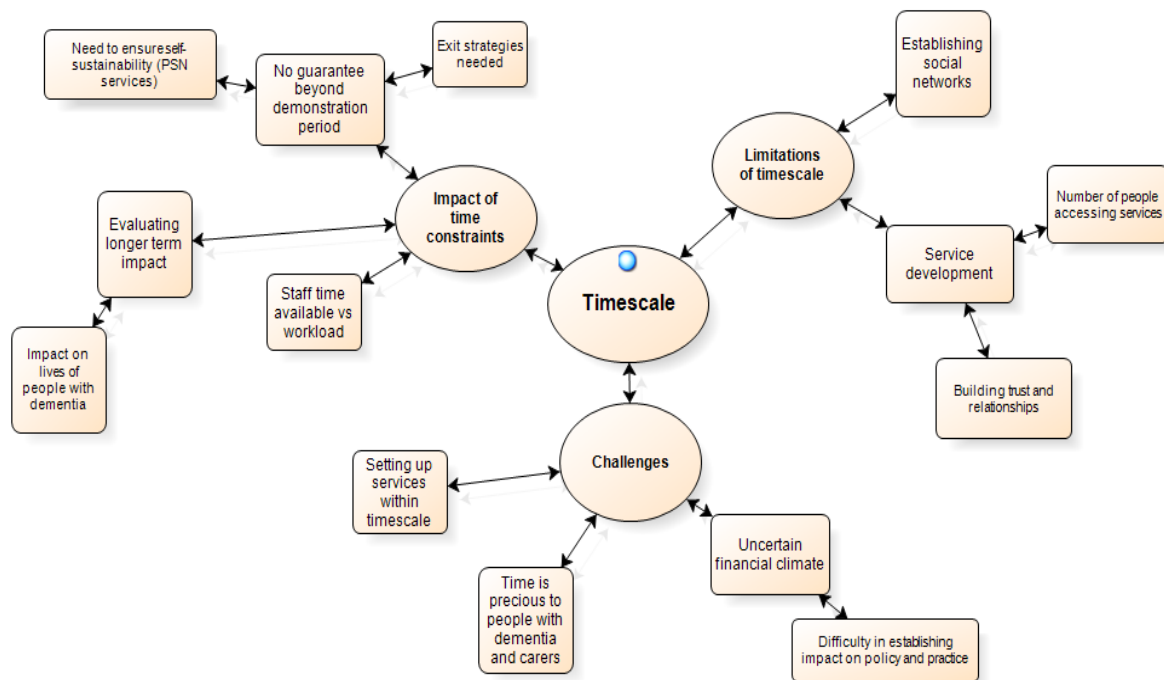 Need to ensure self-
sustainability (PSN
services)
No guarantee
beyond
demonstration
period
Exit strategies
needed
Establishing
social
networks
Limitations
of timescale
Number of people
accessing services
Service
development
Building trust and
relationships
Impact of
time
constraints
Evaluating
longer term
impact
Staff time
available vs
workload
Impact on
lives of
people with
dementia
Timescale
Challenges
Setting up
services
within
timescale
Time is
precious to
people with
dementia
and carers
Uncertain
financial climate
Difficulty in establishing
impact on policy and practice